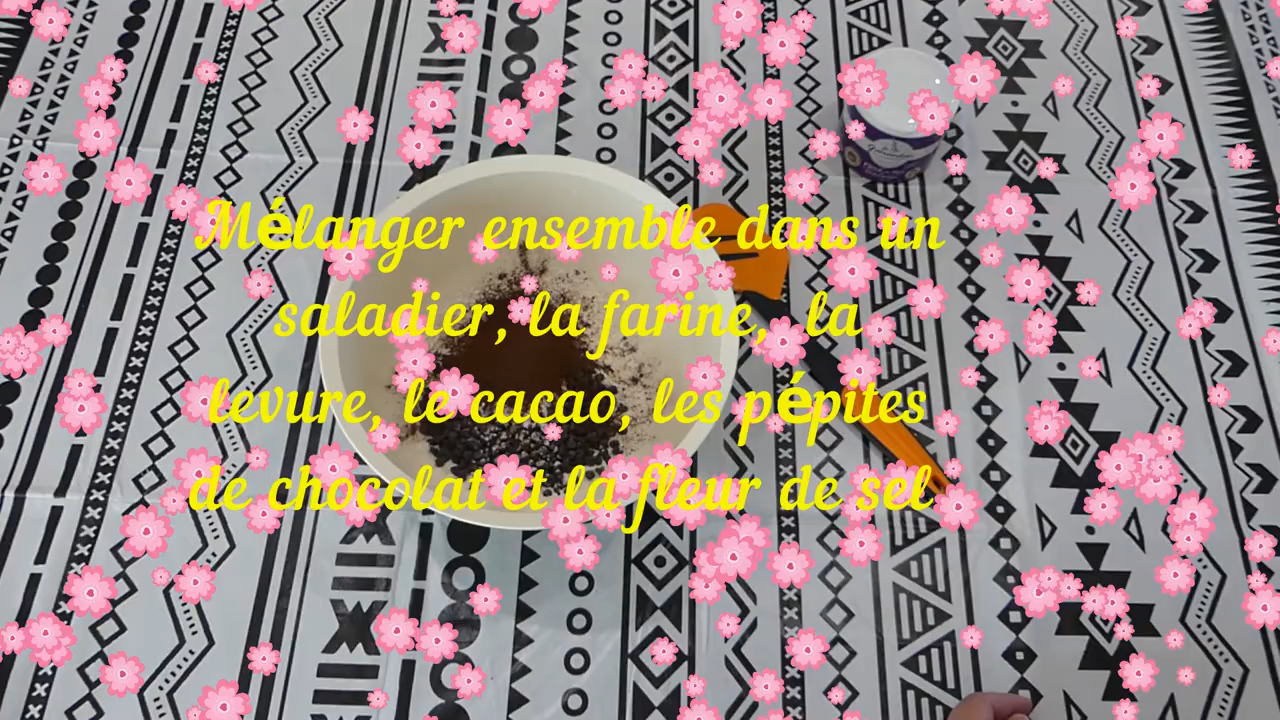 Mélanger ensemble dans un
saladier, la farine, la
levure, le cacao, les pépites
de chocolat et la fleur de sel